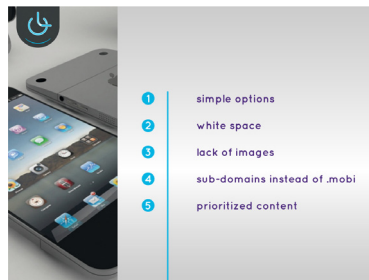 1 simple options
2 white space
3 lack of images
4 sub-domains instead of .mobi
5 prioritized content